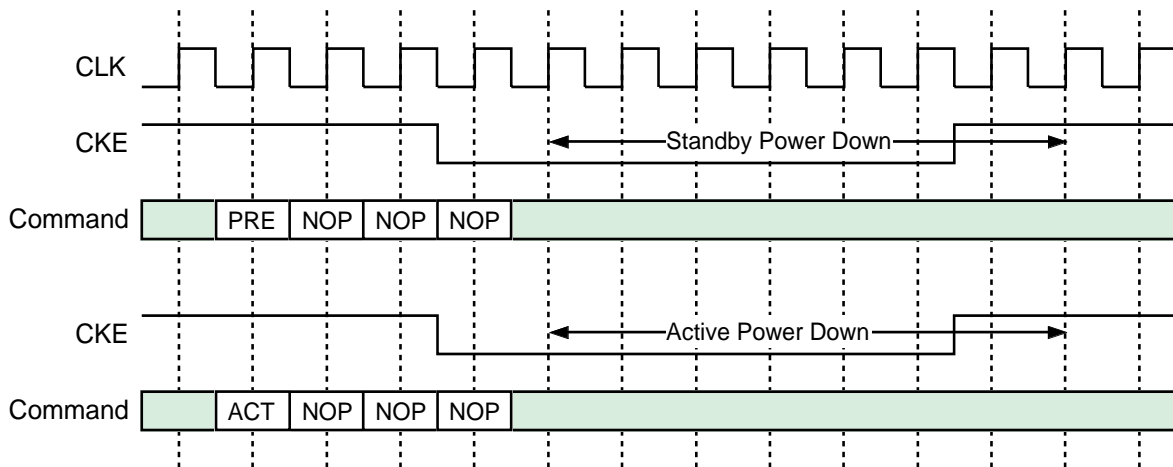 CLK
CKE
Standby Power Down
Command
PRE NOP NOP NOP
CKE
Active Power Down
Command
ACT NOP NOP NOP